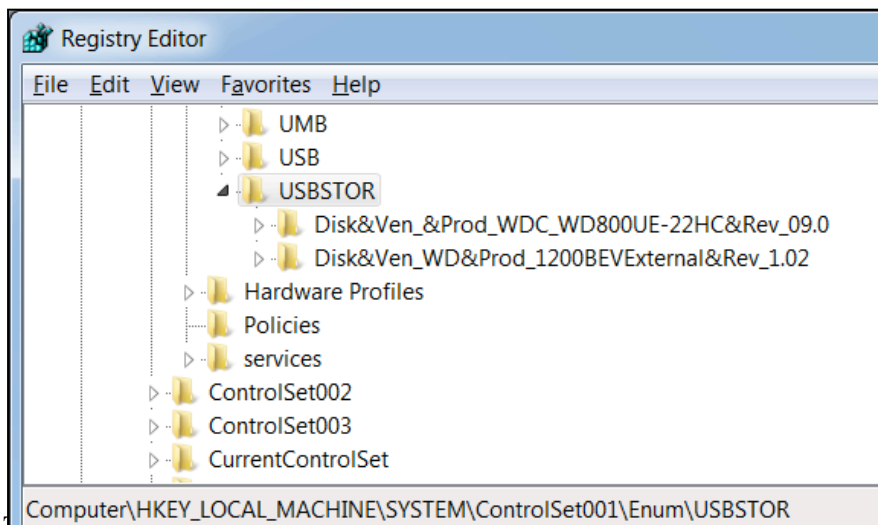 Registry Editor
File Edit View Favorites Help
UMB
USB
USBSTOR
Disk&Ven_&Prod_WDC_WD800UE-22HC&Rev_09.0
Disk&Ven_WD&Prod_1200BEVExternal&Rev_1.02
Hardware Profiles
Policies
services
ControlSet002
ControlSet003
CurrentControlSet
Computer\HKEY_LOCAL_MACHINE\SYSTEM\ControlSet001\Enum\USBSTOR